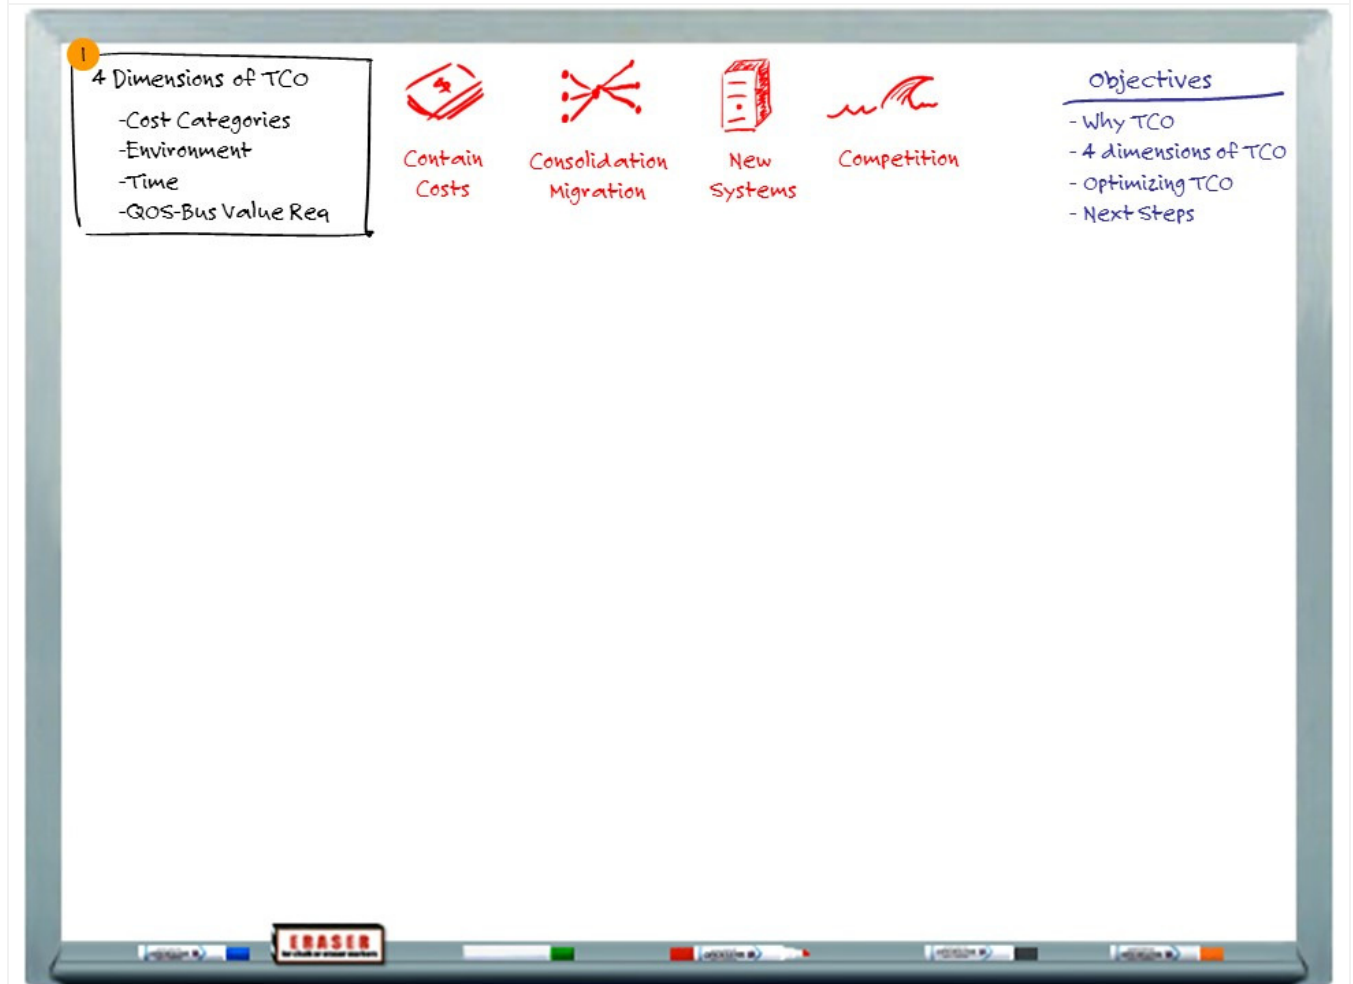 1
4 Dimensions of TCO
-Cost Categories
-Environment
-Time
-QOS-Bus Value Req
$
Contain
Costs
Consolidation
Migration
New
Systems
Competition
Objectives
- Why TCO
- 4 dimensions of TCO
- Optimizing TCO
- Next Steps
ERASER